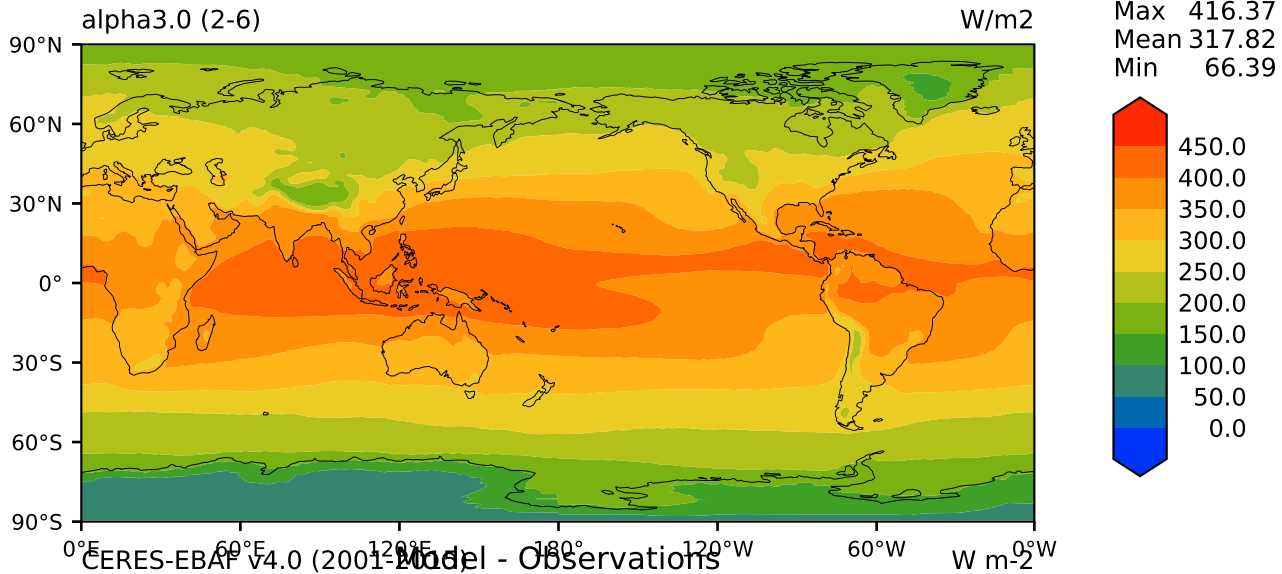 alpha3.0 (2-6) W/m2
Max 416.37
Mean 317.82
Min 66.39
90°N
60°N
30°N
0°
30°S
60°S
90°S
450.0
400.0
350.0
300.0
250.0
200.0
150.0
100.0
50.0
0.0
0°E 60°E 120°E 180° 120°W 60°W 0°W
CERES-EBAF v4.0 (2001-2015) W m-2
Model - Observations